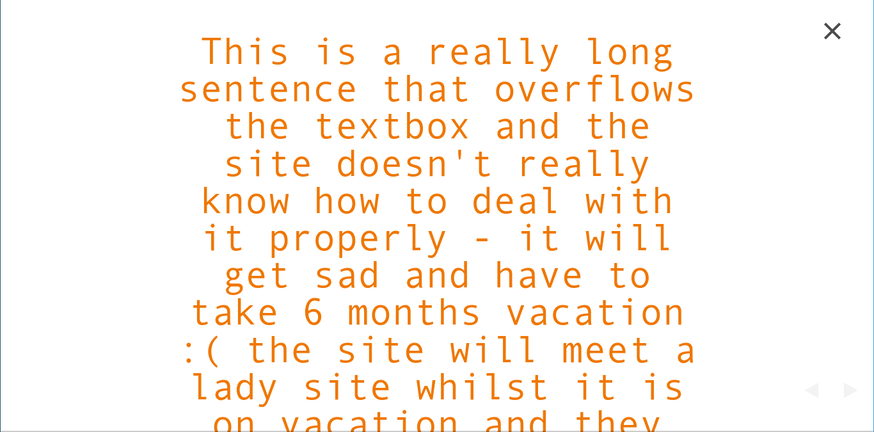 This is a really long
sentence that overflows
the textbox and the
site doesn't really
know how to deal with
it properly - it will
get sad and have to
take 6 months vacation
:( the site will meet a
lady site whilst it is
on vacation and they